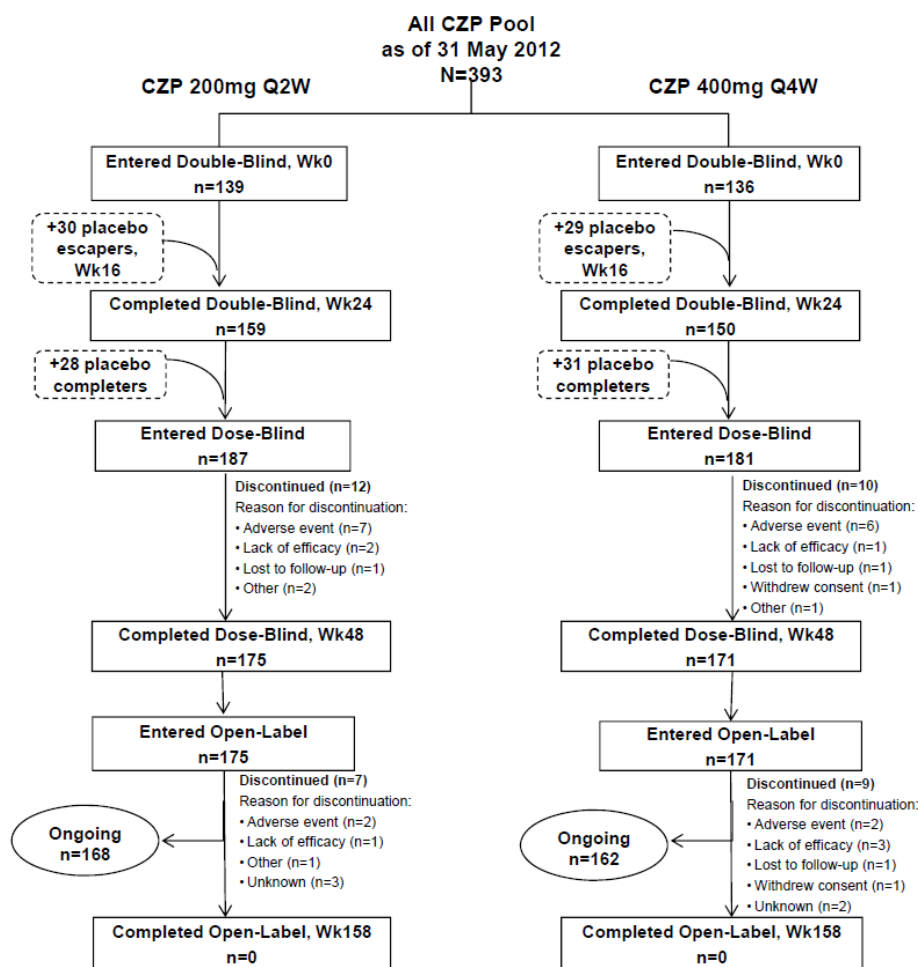 All CZP Pool
as of 31 May 2012
N=393
CZP 200mg Q2W
Entered Double-Blind, Wk0
n=139
+30 placebo
escapers,
Wk16
Completed Double-Blind, Wk24
n=159
+28 placebo
completers
Entered Dose-Blind
n=187
Discontinued (n=12)
Reason for discontinuation:
• Adverse event (n=7)
• Lack of efficacy (n=2)
• Lost to follow-up (n=1)
• Other (n=2)
Completed Dose-Blind, Wk48
n=175
Entered Open-Label
n=175
Discontinued (n=7)
Reason for discontinuation:
• Adverse event (n=2)
• Lack of efficacy (n=1)
• Other (n=1)
• Unknown (n=3)
Ongoing
n=168
Completed Open-Label, Wk158
n=0
CZP 400mg Q4W
Entered Double-Blind, Wk0
n=136
+29 placebo
escapers,
Wk16
Completed Double-Blind, Wk24
n=150
+31 placebo
completers
Entered Dose-Blind
n=181
Discontinued (n=10)
Reason for discontinuation:
• Adverse event (n=6)
• Lack of efficacy (n=1)
• Lost to follow-up (n=1)
• Withdrew consent (n=1)
• Other (n=1)
Completed Dose-Blind, Wk48
n=171
Entered Open-Label
n=171
Discontinued (n=9)
Reason for discontinuation:
• Adverse event (n=2)
• Lack of efficacy (n=3)
• Lost to follow-up (n=1)
• Withdrew consent (n=1)
• Unknown (n=2)
Ongoing
n=162
Completed Open-Label, Wk158
n=0